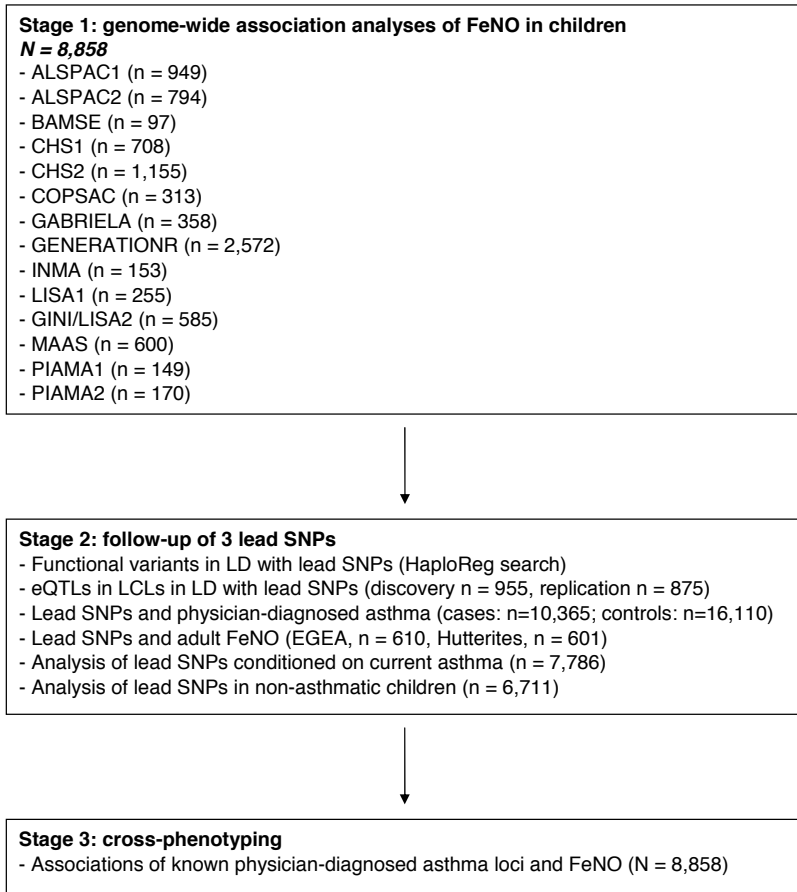 Stage 1: genome-wide association analyses of FeNO in children
N = 8,858
- ALSPAC1 (n = 949)
- ALSPAC2 (n = 794)
- BAMSE (n = 97)
- CHS1 (n = 708)
- CHS2 (n = 1,155)
- COPSAC (n = 313)
- GABRIELA (n = 358)
- GENERATIONR (n = 2,572)
- INMA (n = 153)
- LISA1 (n = 255)
- GINI/LISA2 (n = 585)
- MAAS (n = 600)
- PIAMA1 (n = 149)
- PIAMA2 (n = 170)
Stage 2: follow-up of 3 lead SNPs
- Functional variants in LD with lead SNPs (HaploReg search)
- eQTLs in LCLs in LD with lead SNPs (discovery n = 955, replication n = 875)
- Lead SNPs and physician-diagnosed asthma (cases: n=10,365; controls: n=16,110)
- Lead SNPs and adult FeNO (EGEA, n = 610, Hutterites, n = 601)
- Analysis of lead SNPs conditioned on current asthma (n = 7,786)
- Analysis of lead SNPs in non-asthmatic children (n = 6,711)
Stage 3: cross-phenotyping
- Associations of known physician-diagnosed asthma loci and FeNO (N = 8,858)